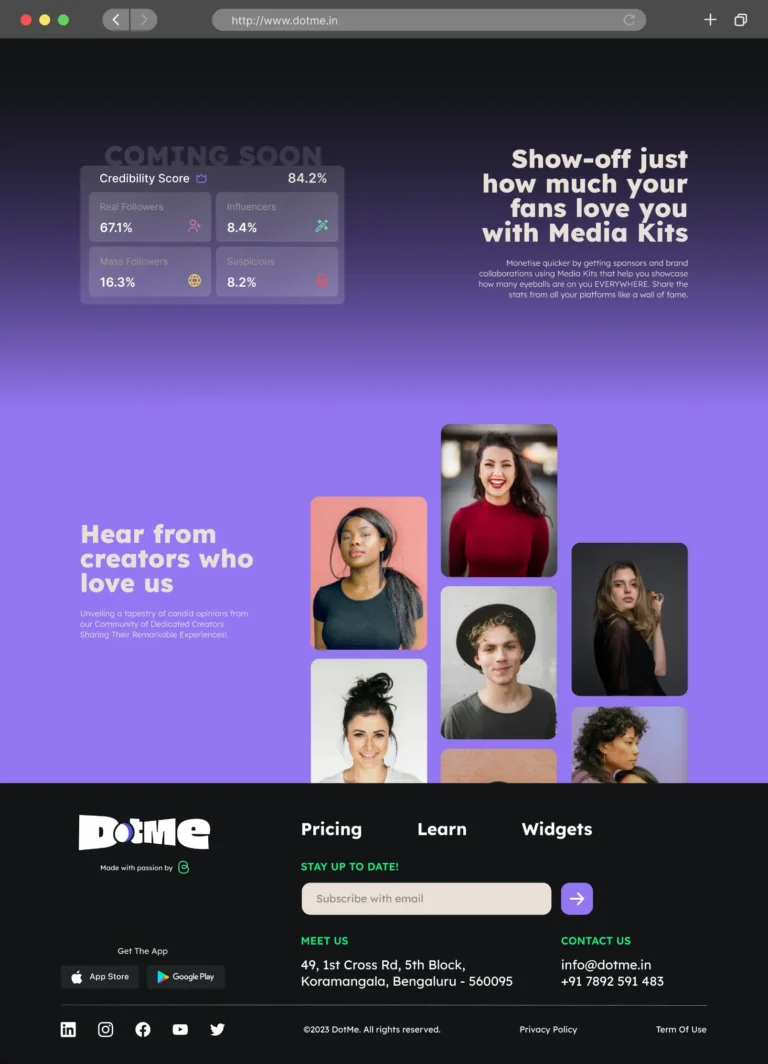 http://www.dotme.in
COMING SOON
Credibility Score
84.2%
Real Followers
67.1%
Influencers
8.4%
Mass Followers
16.3%
Suspicious
8.2%
Show-off just
how much your
fans love you
with Media Kits
Monetise quicker by getting sponsors and brand
collaborations using Media Kits that help you showcase
how many eyeballs are on you EVERYWHERE. Share the
stats from all your platforms like a wall of fame.
Hear from
creators who
love us
Unveiling a tapestry of candid opinions from
our Community of Dedicated Creators
Sharing Their Remarkable Experiences!
DotMe
Made with passion by
Get The App
App Store
Google Play
Pricing
Learn
Widgets
STAY UP TO DATE!
Subscribe with email
MEET US
49, 1st Cross Rd, 5th Block,
Koramangala, Bengaluru - 560095
CONTACT US
info@dotme.in
+91 7892 591 483
©2023 DotMe. All rights reserved.
Privacy Policy
Term Of Use